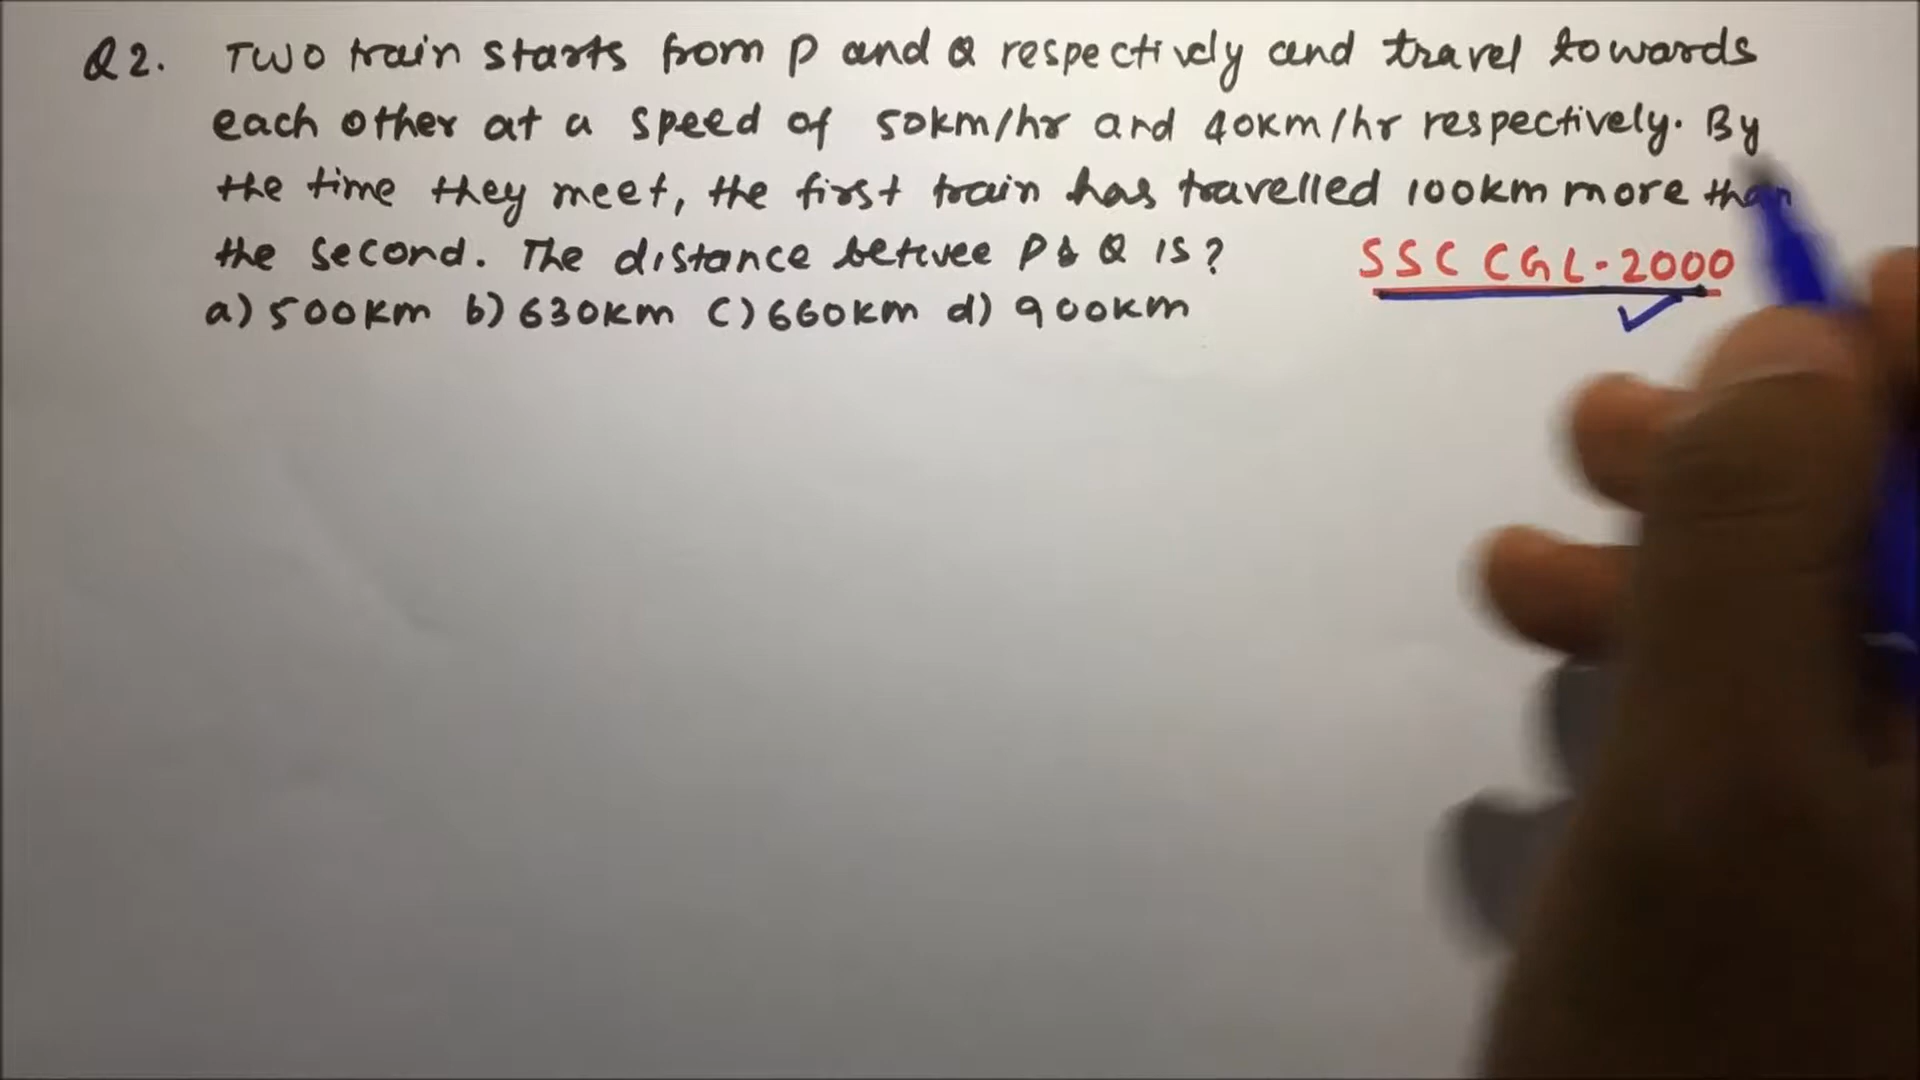 Q2. Two train starts from P and Q respectively and travel towards
each other at a speed of 50km/hr and 40km/hr respectively. By
the time they meet, the first train has travelled 100km more than
the second. The distance betwee P & Q is?
SSC CGL-2000
a) 500km b) 630km c) 660km d) 900km